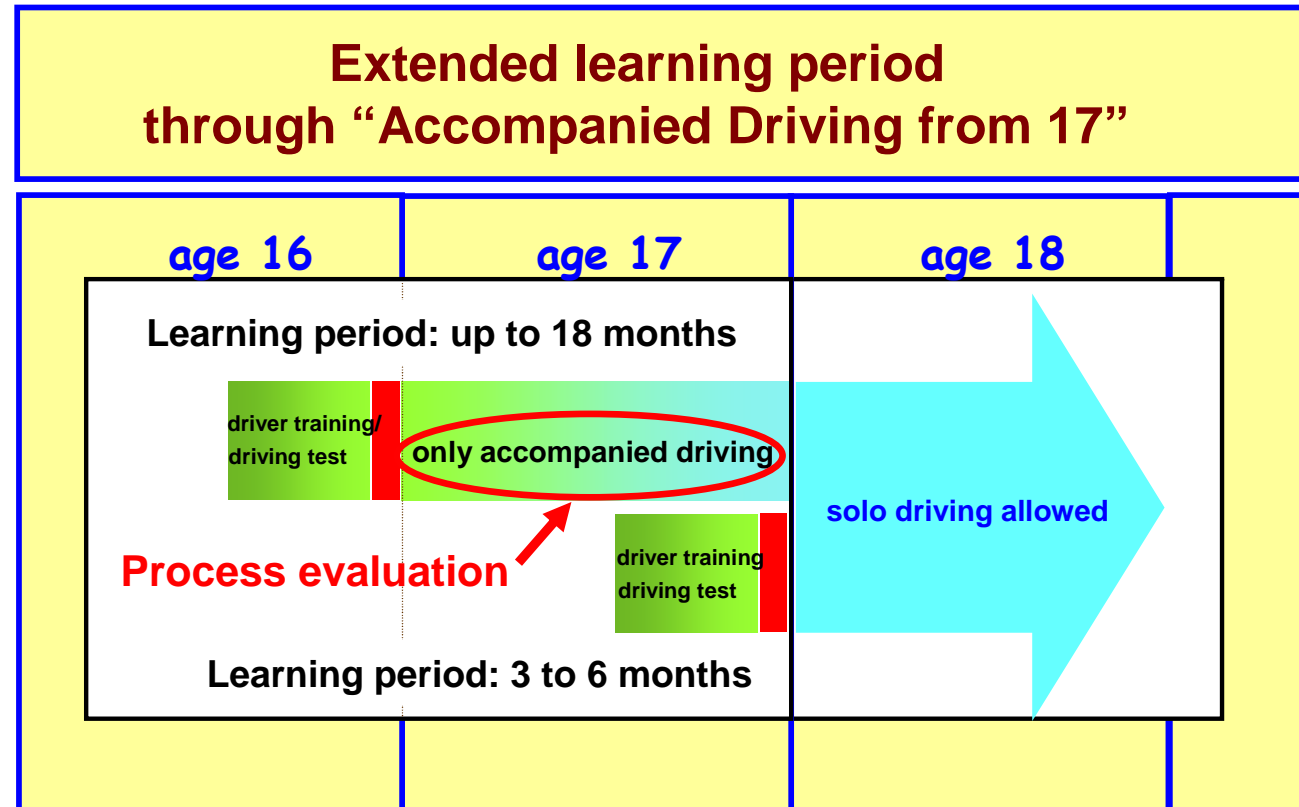 Extended learning period
through “Accompanied Driving from 17”
age 16
age 17
age 18
Learning period: up to 18 months
driver training/
driving test
only accompanied driving
solo driving allowed
Process evaluation
driver training
driving test
Learning period: 3 to 6 months